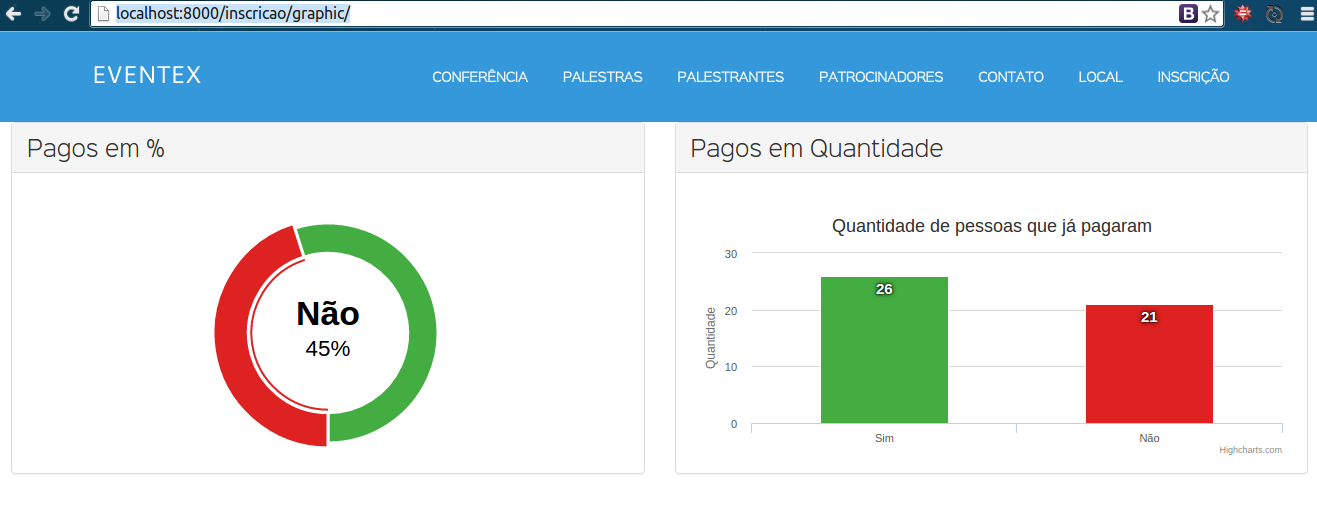 localhost:8000/inscricao/graphic/
B
EVENTEX
CONFERÊNCIA PALESTRAS PALESTRANTES PATROCINADORES CONTATO LOCAL INSCRIÇÃO
Pagos em %
Não
45%
Pagos em Quantidade
Quantidade de pessoas que já pagaram
Quantidade
30
20
10
0
26
21
Sim
Não
Highcharts.com